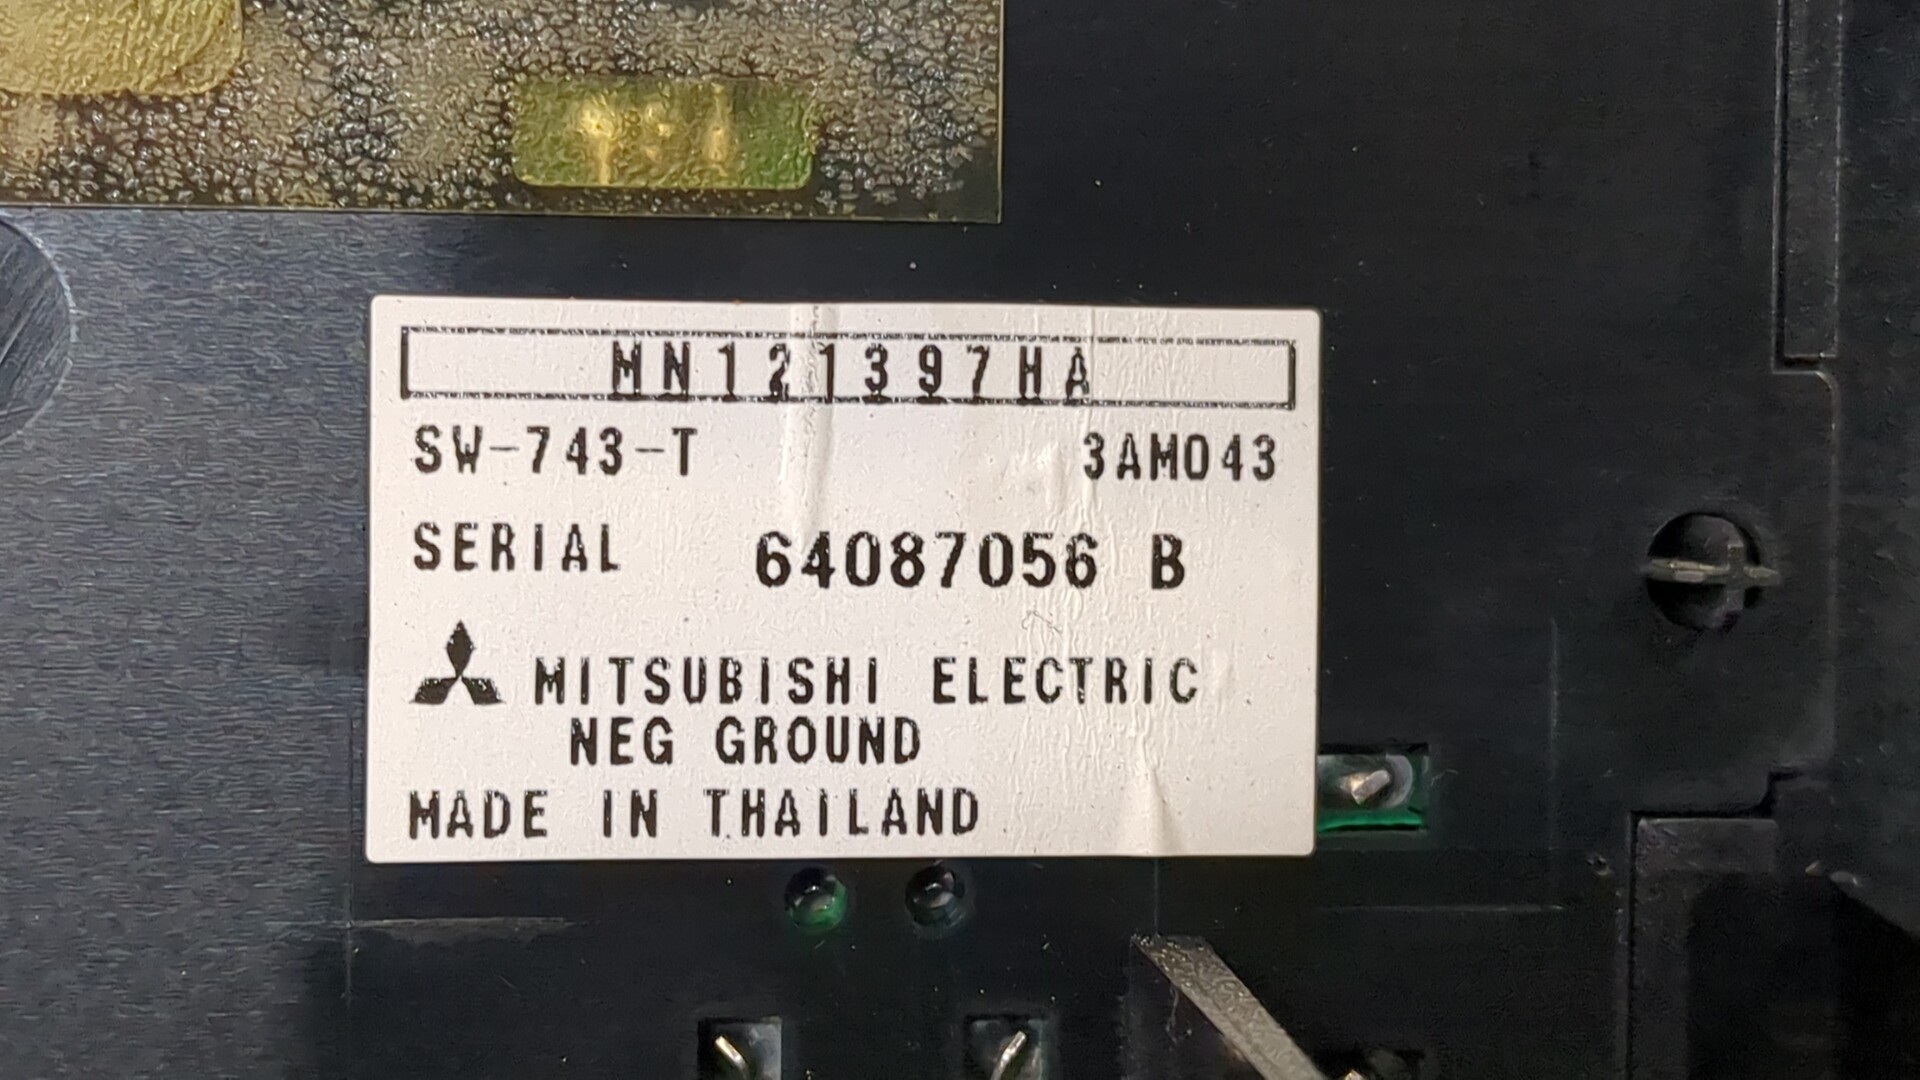 MN121397HA
SW-743-T 3AM043
SERIAL 64087056 B
MITSUBISHI ELECTRIC
NEG GROUND
MADE IN THAILAND